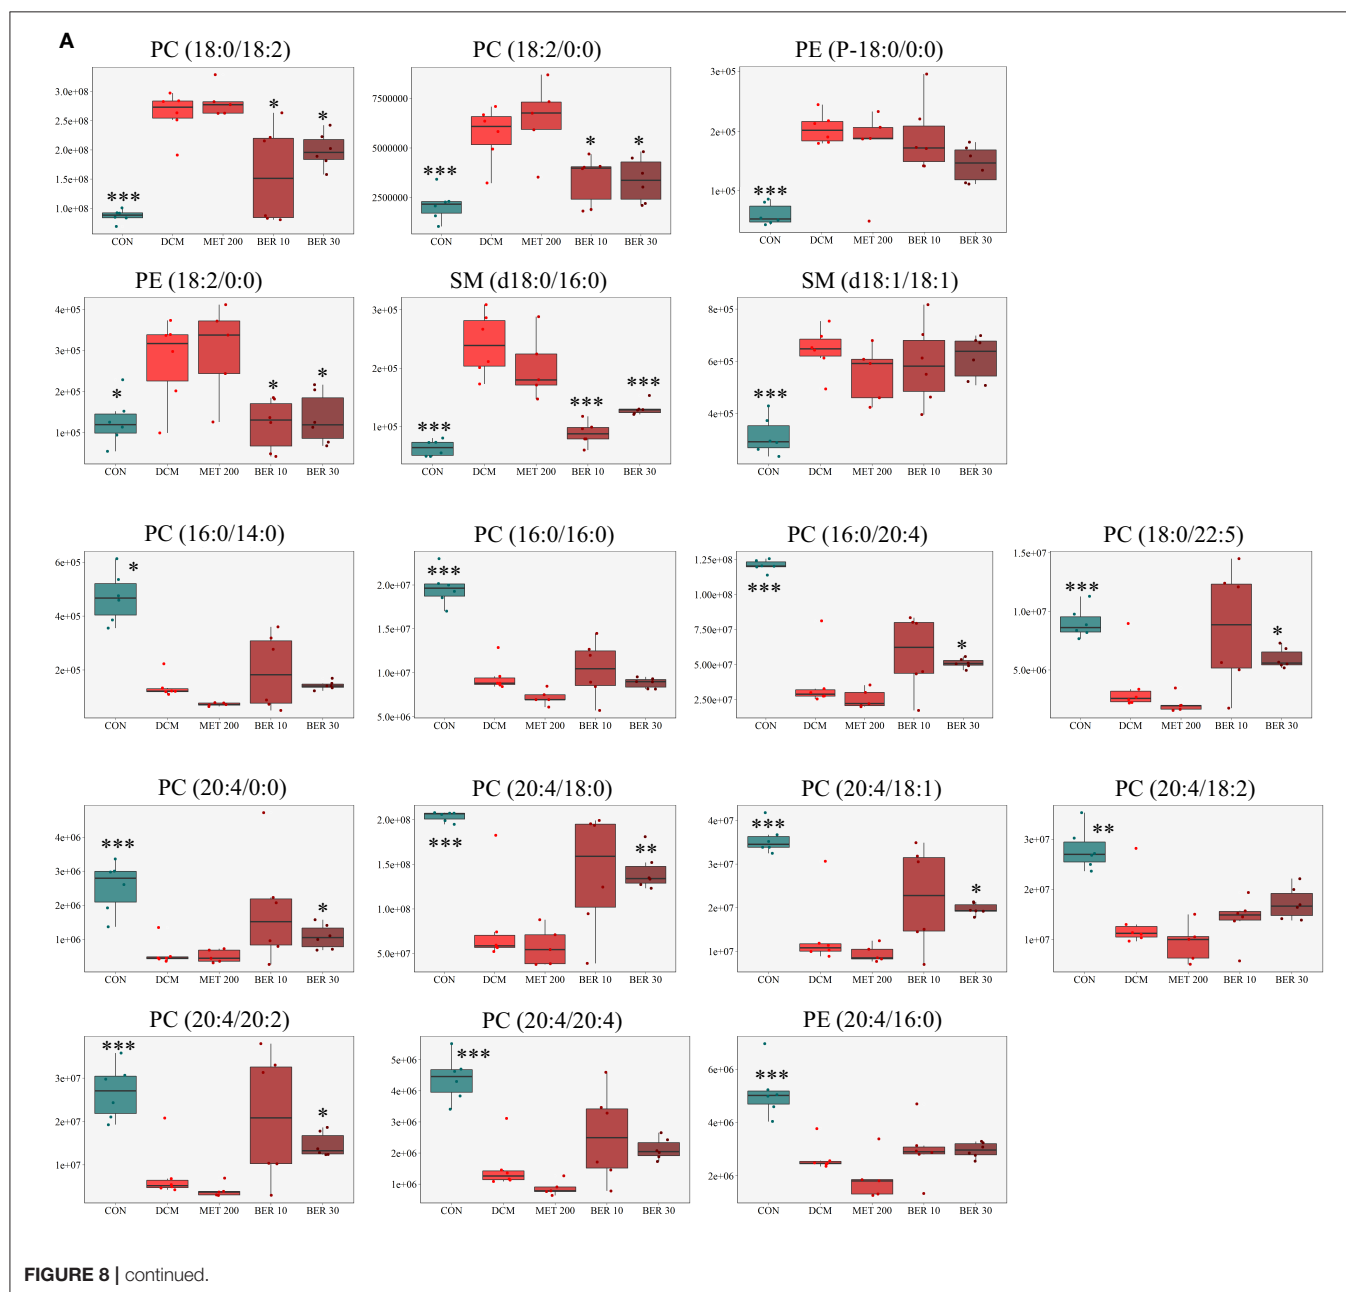 A
PC (18:0/18:2) PC (18:2/0:0) PE (P-18:0/0:0)
3e+08
3.0e+08
2.5e+08
2.0e+08
1.5e+08
1.0e+08
* * ***
CON DCM MET 200 BER 10 BER 30
7500000
5000000
2500000
*** * *
CON DCM MET 200 BER 10 BER 30
3e+05
2e+05
1e+05
***
CON DCM MET 200 BER 10 BER 30
PE (18:2/0:0) SM (d18:0/16:0) SM (d18:1/18:1)
4e+05
3e+05
2e+05
1e+05
* * *
CON DCM MET 200 BER 10 BER 30
3e+05
2e+05
1e+05
*** *** ***
CON DCM MET 200 BER 10 BER 30
8e+05
6e+05
4e+05
***
CON DCM MET 200 BER 10 BER 30
PC (16:0/14:0) PC (16:0/16:0) PC (16:0/20:4) PC (18:0/22:5)
6e+05
4e+05
2e+05
*
CON DCM MET 200 BER 10 BER 30
2.0e+07
1.5e+07
1.0e+07
5.0e+06
***
CON DCM MET 200 BER 10 BER 30
1.25e+08
1.00e+08
7.50e+07
5.00e+07
2.50e+07
*** *
CON DCM MET 200 BER 10 BER 30
1.5e+07
1.0e+07
5.0e+06
*** *
CON DCM MET 200 BER 10 BER 30
PC (20:4/0:0) PC (20:4/18:0) PC (20:4/18:1) PC (20:4/18:2)
4e+06
3e+06
2e+06
1e+06
*** *
CON DCM MET 200 BER 10 BER 30
2.0e+08
1.5e+08
1.0e+08
5.0e+07
*** **
CON DCM MET 200 BER 10 BER 30
4e+07
3e+07
2e+07
1e+07
*** *
CON DCM MET 200 BER 10 BER 30
3e+07
2e+07
1e+07
**
CON DCM MET 200 BER 10 BER 30
PC (20:4/20:2) PC (20:4/20:4) PE (20:4/16:0)
3e+07
2e+07
1e+07
*** *
CON DCM MET 200 BER 10 BER 30
5e+06
4e+06
3e+06
2e+06
1e+06
***
CON DCM MET 200 BER 10 BER 30
6e+06
4e+06
2e+06
***
CON DCM MET 200 BER 10 BER 30
FIGURE 8 | continued.